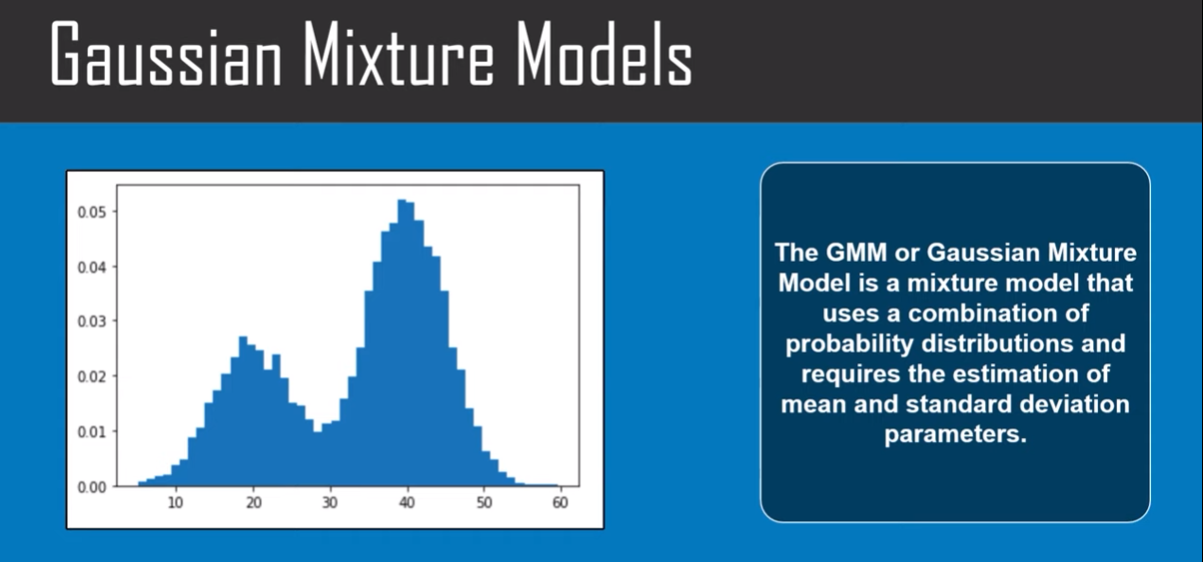 Gaussian Mixture Models
0.05
0.04
0.03
0.02
0.01
0.00
10 20 30 40 50 60
The GMM or Gaussian Mixture
Model is a mixture model that
uses a combination of
probability distributions and
requires the estimation of
mean and standard deviation
parameters.